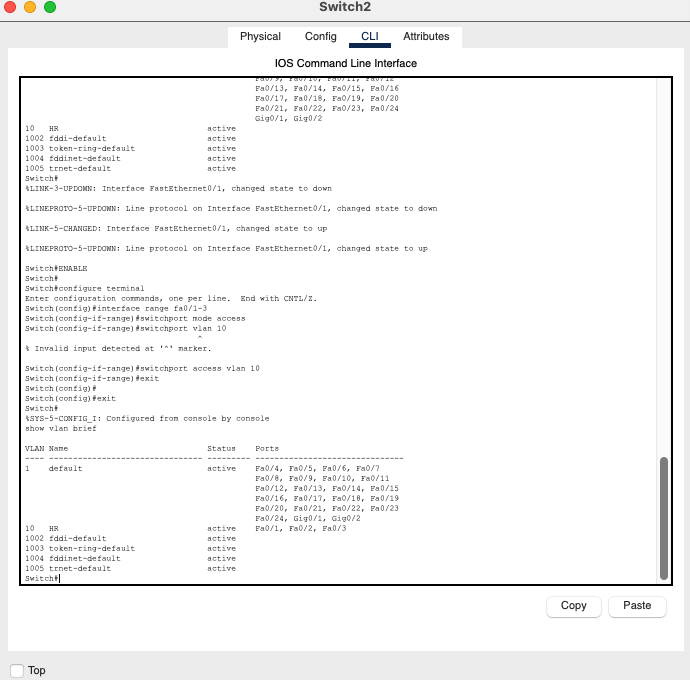 Switch2
Physical Config CLI Attributes
IOS Command Line Interface
Fa0/9, Fa0/10, Fa0/11, Fa0/12
Fa0/13, Fa0/14, Fa0/15, Fa0/16
Fa0/17, Fa0/18, Fa0/19, Fa0/20
Fa0/21, Fa0/22, Fa0/23, Fa0/24
Gig0/1, Gig0/2
10 HR active
1002 fddi-default active
1003 token-ring-default active
1004 fddinet-default active
1005 trnet-default active
Switch#
%LINK-3-UPDOWN: Interface FastEthernet0/1, changed state to down
%LINEPROTO-5-UPDOWN: Line protocol on Interface FastEthernet0/1, changed state to down
%LINK-5-CHANGED: Interface FastEthernet0/1, changed state to up
%LINEPROTO-5-UPDOWN: Line protocol on Interface FastEthernet0/1, changed state to up
Switch#ENABLE
Switch#
Switch#configure terminal
Enter configuration commands, one per line. End with CNTL/Z.
Switch(config)#interface range fa0/1-3
Switch(config-if-range)#switchport mode access
Switch(config-if-range)#switchport vlan 10
^
% Invalid input detected at '^' marker.
Switch(config-if-range)#switchport access vlan 10
Switch(config-if-range)#exit
Switch(config)#
Switch(config)#exit
Switch#
%SYS-5-CONFIG_I: Configured from console by console
show vlan brief
VLAN Name Status Ports
---- -------------------------------- --------- -------------------------------
1 default active Fa0/4, Fa0/5, Fa0/6, Fa0/7
Fa0/8, Fa0/9, Fa0/10, Fa0/11
Fa0/12, Fa0/13, Fa0/14, Fa0/15
Fa0/16, Fa0/17, Fa0/18, Fa0/19
Fa0/20, Fa0/21, Fa0/22, Fa0/23
Fa0/24, Gig0/1, Gig0/2
10 HR active Fa0/1, Fa0/2, Fa0/3
1002 fddi-default active
1003 token-ring-default active
1004 fddinet-default active
1005 trnet-default active
Switch#
Copy Paste
Top